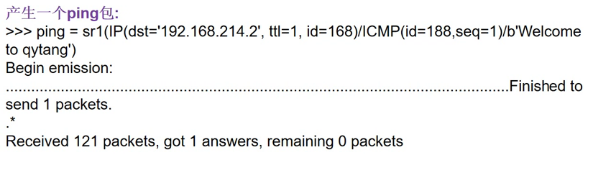 产生一个ping包:
>>> ping = sr1(IP(dst='192.168.214.2', ttl=1, id=168)/ICMP(id=188,seq=1)/b'Welcome
to qytang')
Begin emission:
.......................................................................................................................Finished to
send 1 packets.
.*
Received 121 packets, got 1 answers, remaining 0 packets